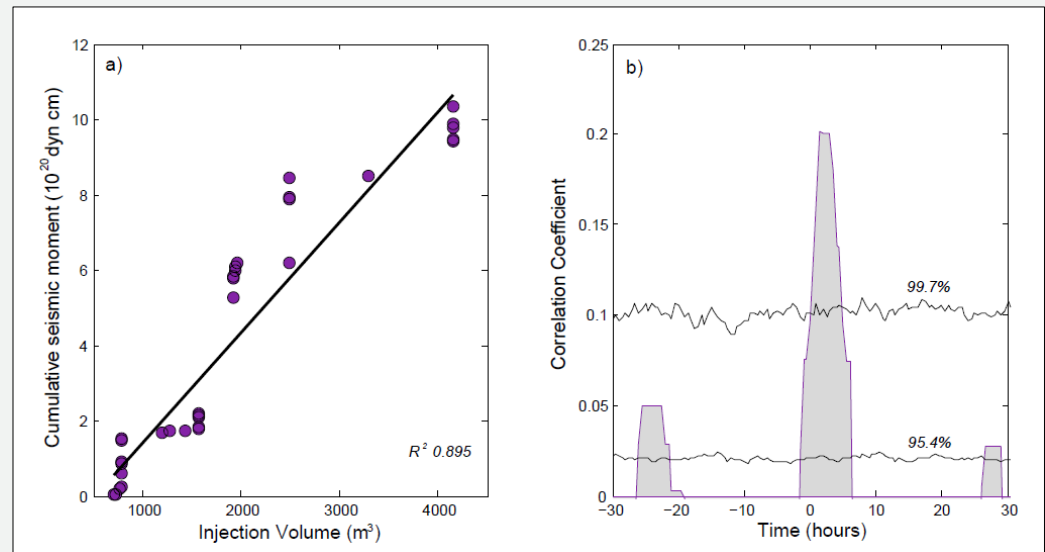 a)
12
10
8
6
4
2
0
Cumulative seismic moment (10^20 dyn cm)
R² 0.895
1000 2000 3000 4000
Injection Volume (m³)
b)
0.25
0.2
0.15
0.1
0.05
0
Correlation Coefficient
99.7%
95.4%
−30 −20 −10 0 10 20 30
Time (hours)